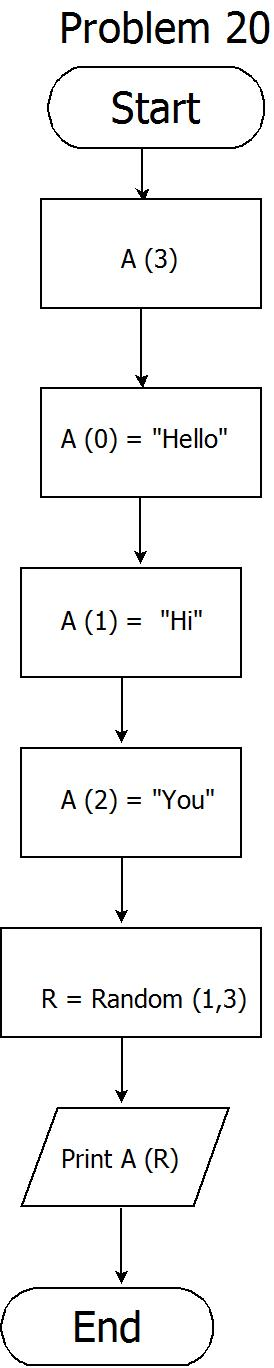 Problem 20
Start
A (3)
A (0) = "Hello"
A (1) = "Hi"
A (2) = "You"
R = Random (1,3)
Print A (R)
End